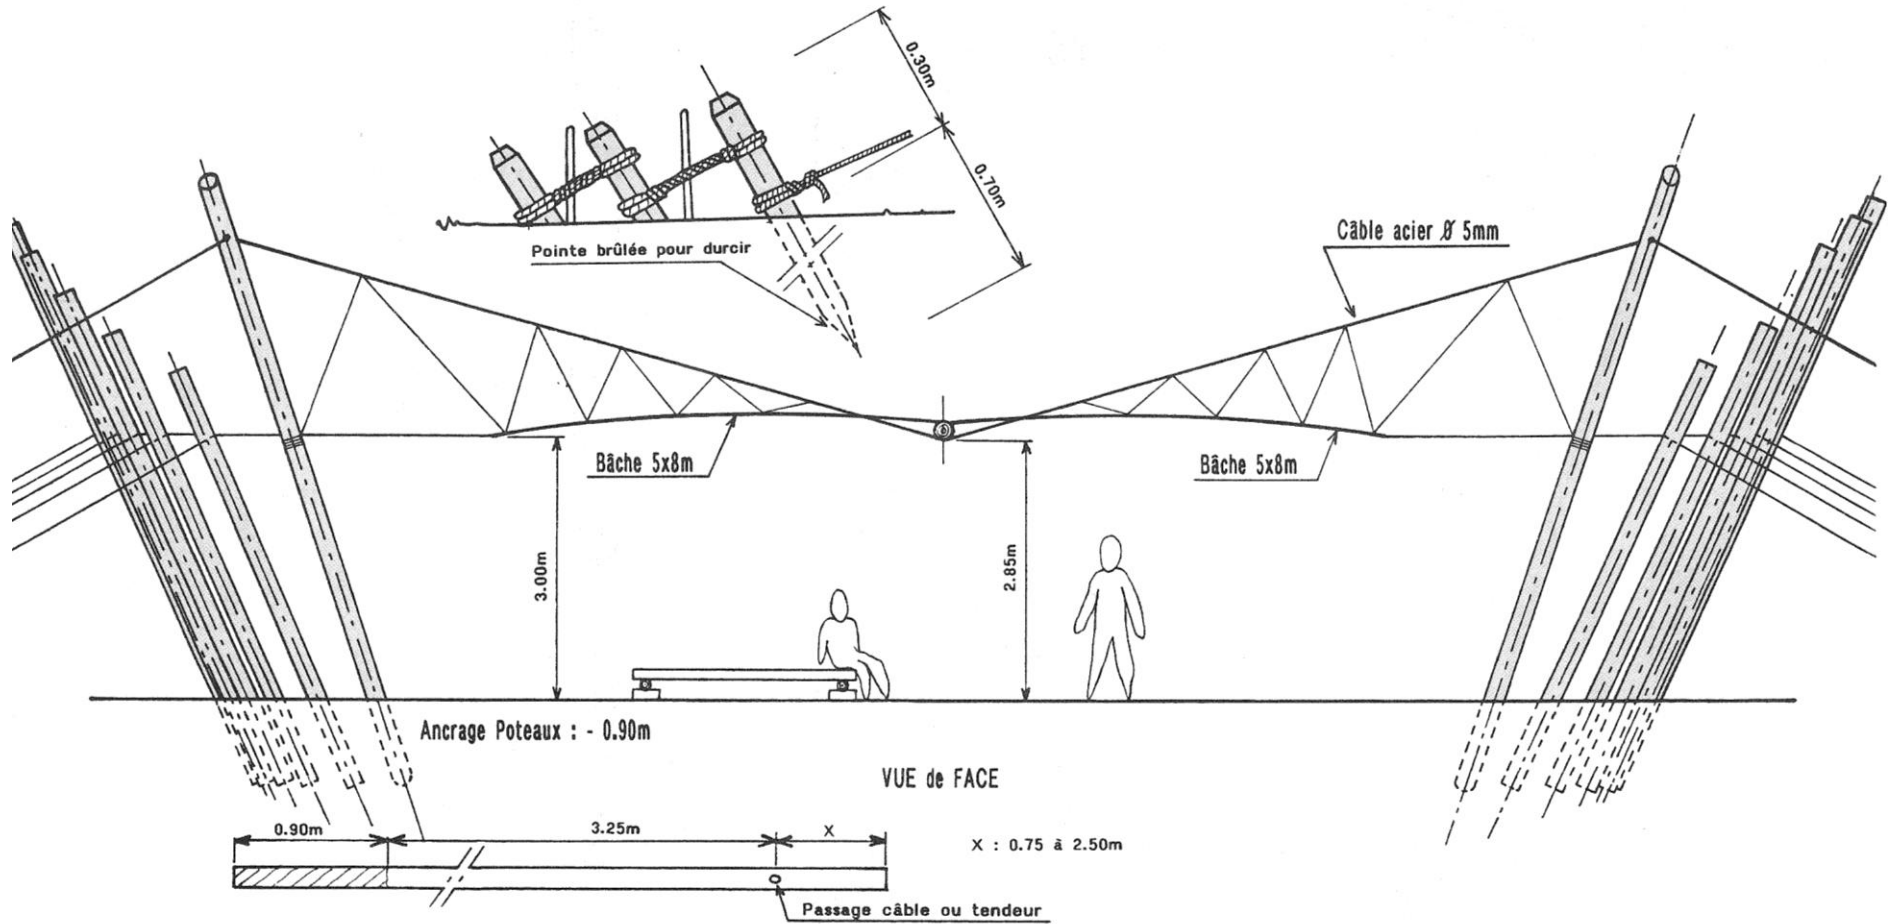 0.30m
0.70m
Pointe brûlée pour durcir
Câble acier Ø 5mm
Bâche 5x8m
Bâche 5x8m
3.00m
2.85m
Ancrage Poteaux : - 0.90m
VUE de FACE
0.90m
3.25m
X
X : 0.75 à 2.50m
Passage câble ou tendeur